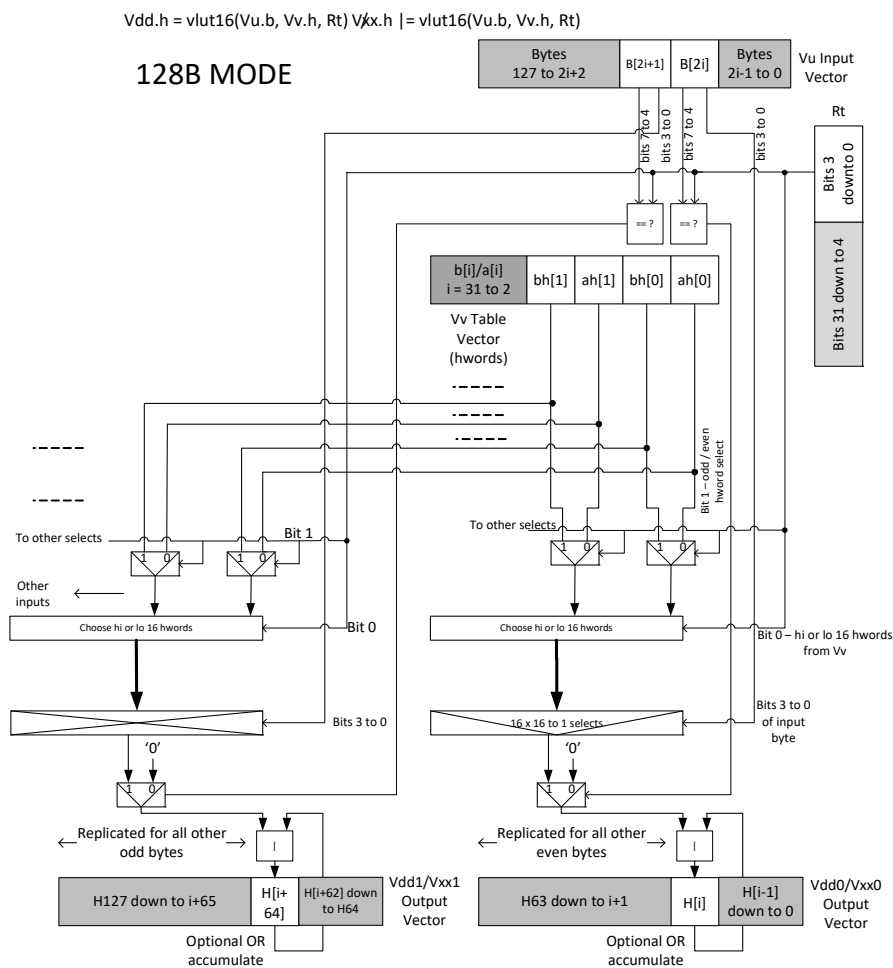 Vdd.h = vlut16(Vu.b, Vv.h, Rt) Vxx.h |= vlut16(Vu.b, Vv.h, Rt)
128B MODE
Bytes
127 to 2i+2
B[2i+1]
B[2i]
Bytes
2i-1 to 0
Vu Input
Vector
Rt
bits 7 to 4
bits 3 to 0
bits 7 to 4
bits 3 to 0
Bits 3
downto 0
Bits 31 down to 4
== ?
== ?
b[i]/a[i]
i = 31 to 2
bh[1]
ah[1]
bh[0]
ah[0]
Vv Table
Vector
(hwords)
Bit 1 – odd / even
hword select
To other selects
Bit 1
1 0
1 0
To other selects
1 0
1 0
Other
inputs
Choose hi or lo 16 hwords
Bit 0
Choose hi or lo 16 hwords
Bit 0 – hi or lo 16 hwords
from Vv
Bits 3 to 0
16 x 16 to 1 selects
Bits 3 to 0
of input
byte
'0'
1 0
'0'
1 0
Replicated for all other
odd bytes
|
Replicated for all other
even bytes
|
H127 down to i+65
H[i+
64]
H[i+62] down
to H64
Vdd1/Vxx1
Output
Vector
H63 down to i+1
H[i]
H[i-1]
down to 0
Vdd0/Vxx0
Output
Vector
Optional OR
accumulate
Optional OR
accumulate